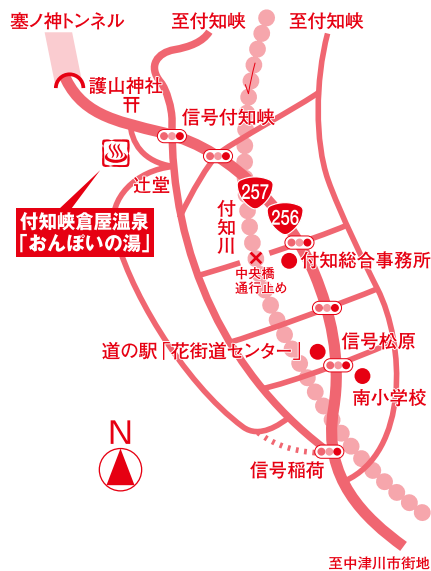 塞ノ神トンネル
至付知峡
至付知峡
護山神社
信号付知峡
辻堂
257
256
付知川
付知峡倉屋温泉
「おんぽいの湯」
中央橋
通行止め
付知総合事務所
信号松原
道の駅「花街道センター」
南小学校
N
信号稲荷
至中津川市街地